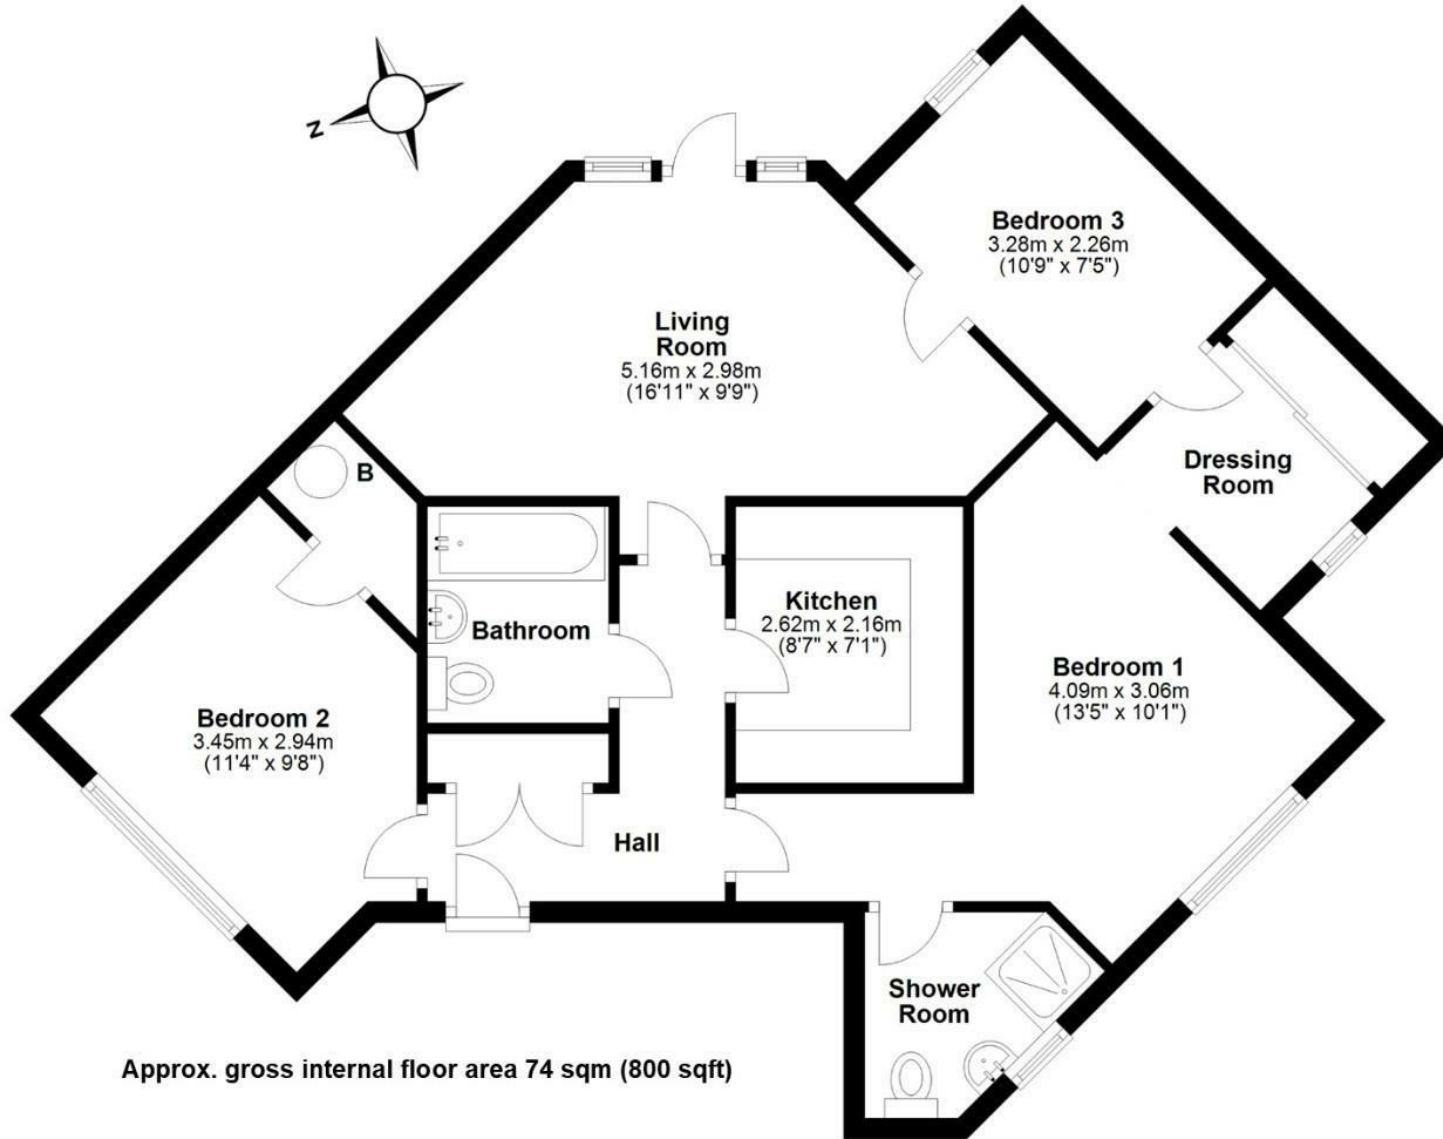 N
Bedroom 3
3.28m x 2.26m
(10'9" x 7'5")
Living
Room
5.16m x 2.98m
(16'11" x 9'9")
B
Dressing
Room
Kitchen
2.62m x 2.16m
(8'7" x 7'1")
Bathroom
Bedroom 1
4.09m x 3.06m
(13'5" x 10'1")
Bedroom 2
3.45m x 2.94m
(11'4" x 9'8")
Hall
Shower
Room
Approx. gross internal floor area 74 sqm (800 sqft)